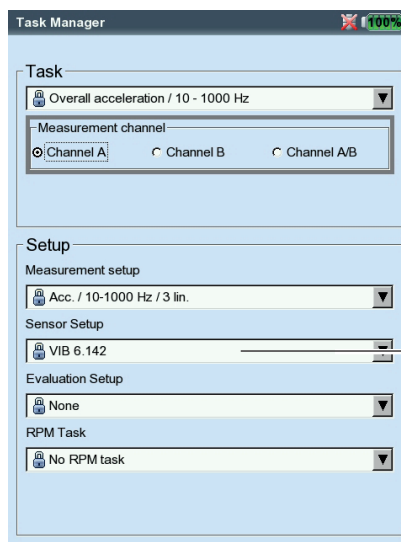 Task Manager 100%
Task
Overall acceleration / 10 - 1000 Hz
Measurement channel
Channel A Channel B Channel A/B
Setup
Measurement setup
Acc. / 10-1000 Hz / 3 lin.
Sensor Setup
VIB 6.142
Evaluation Setup
None
RPM Task
No RPM task